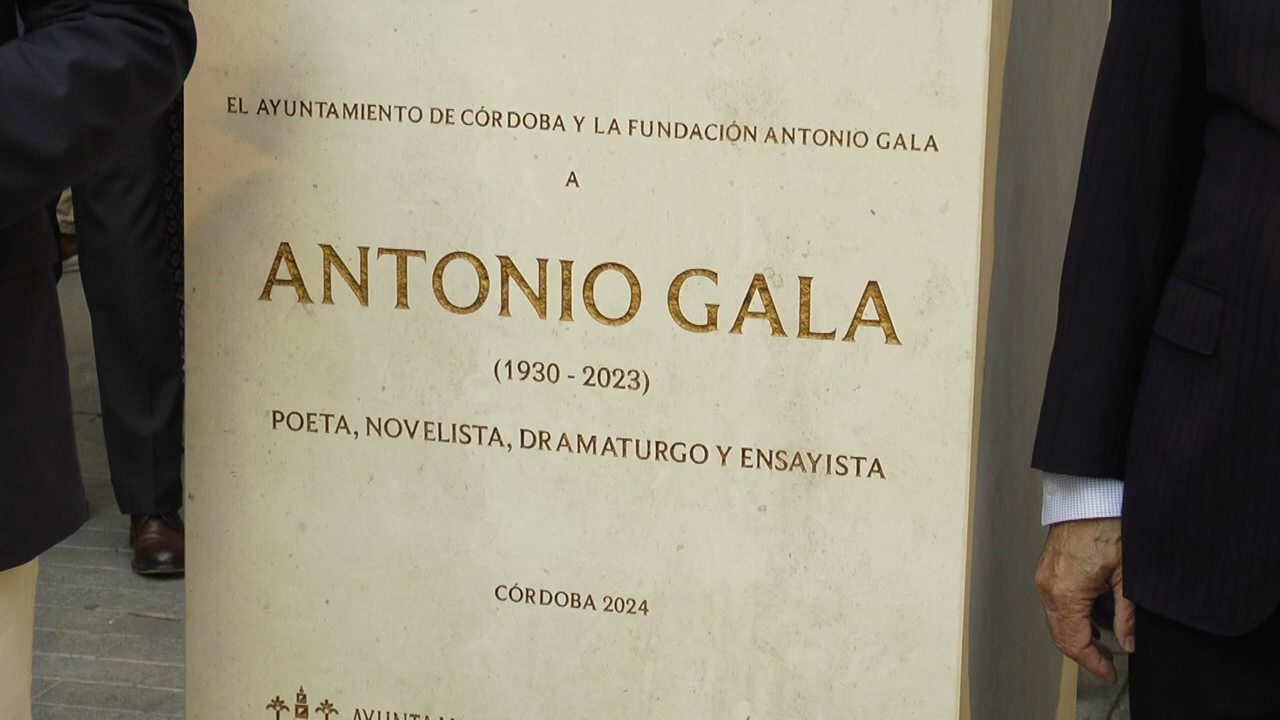 EL AYUNTAMIENTO DE CÓRDOBA Y LA FUNDACIÓN ANTONIO GALA
A
ANTONIO GALA
(1930 - 2023)
POETA, NOVELISTA, DRAMATURGO Y ENSAYISTA
CÓRDOBA 2024